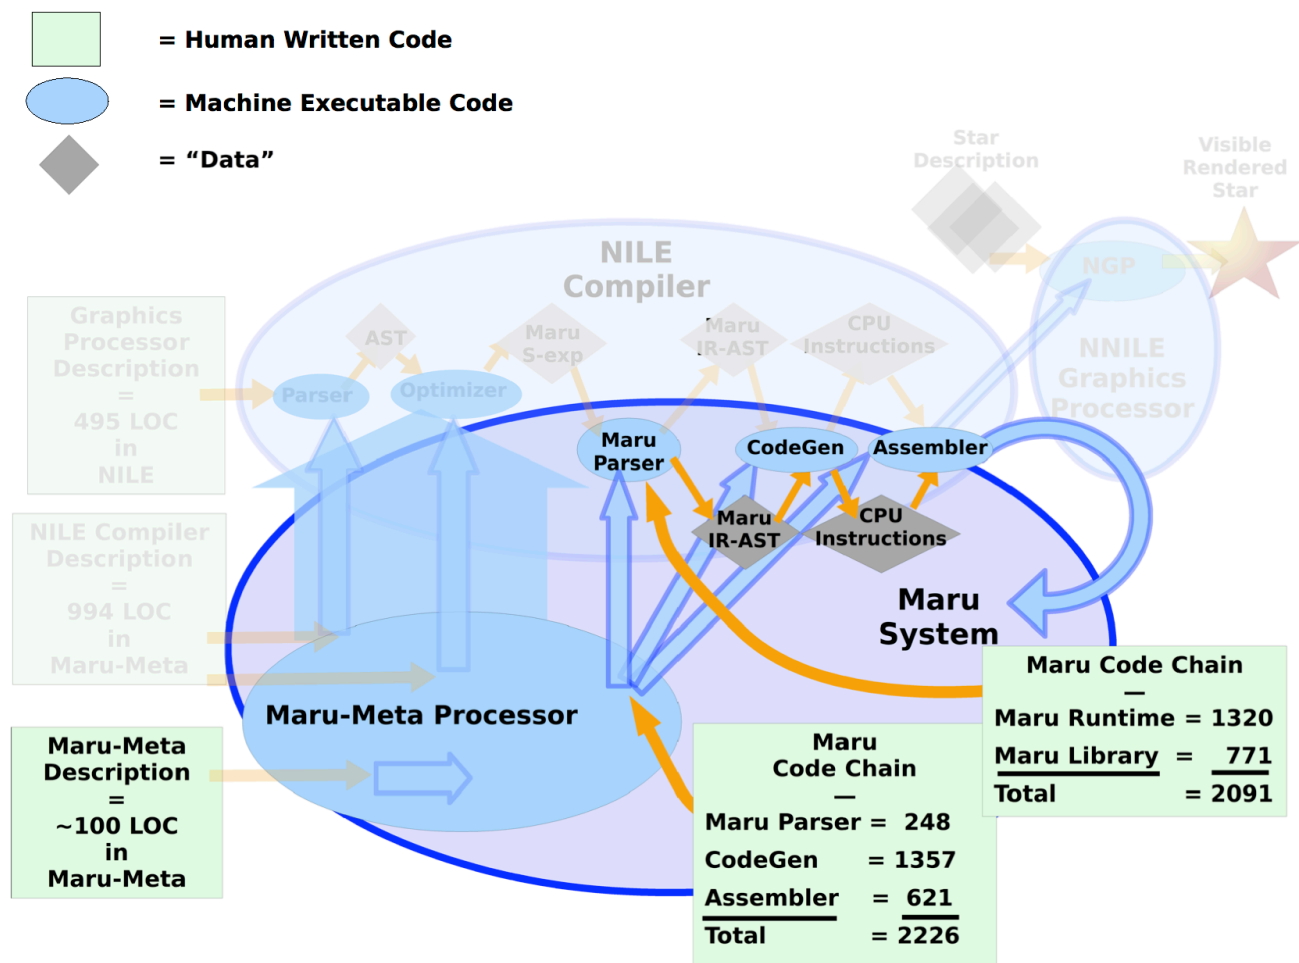 = Human Written Code
= Machine Executable Code
= “Data”
Star
Description
Visible
Rendered
Star
NILE
Compiler
NGP
Graphics
Processor
Description
=
495 LOC
in
NILE
AST
Maru
S-exp
Maru
IR-AST
CPU
Instructions
NNILE
Graphics
Processor
Parser
Optimizer
Maru
Parser
CodeGen
Assembler
Maru
IR-AST
CPU
Instructions
NILE Compiler
Description
=
994 LOC
in
Maru-Meta
Maru
System
Maru-Meta Processor
Maru Code Chain
—
Maru Runtime = 1320
Maru Library = 771
Total = 2091
Maru-Meta
Description
=
~100 LOC
in
Maru-Meta
Maru
Code Chain
—
Maru Parser = 248
CodeGen = 1357
Assembler = 621
Total = 2226